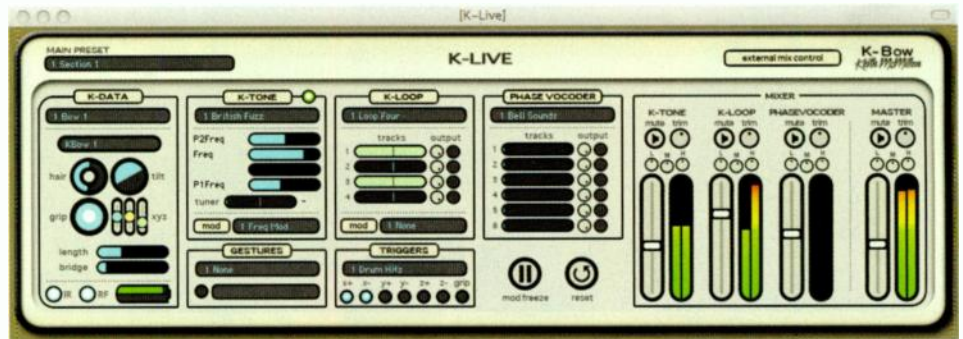 [K-Live]
MAIN PRESET
1 Section 1
K-LIVE
external mix control
K-Bow
K-DATA
1 Bow 1
KBow 1
hair
tilt
grip
xyz
length
bridge
IR
RF
K-TONE
1 British Fuzz
P2Freq
Freq
P1Freq
tuner
-
mod
1 Freq Mod
GESTURES
1 None
K-LOOP
1 Loop Four
tracks output
1
2
3
4
mod
1 None
TRIGGERS
1 Drum Hits
x+ x- y+ y- z+ z- grip
PHASE VOCODER
1 Bell Sounds
tracks output
1
2
3
4
5
6
mod freeze
reset
MIXER
K-TONE K-LOOP PHASEVOCODER MASTER
mute trim mute trim mute trim mute trim